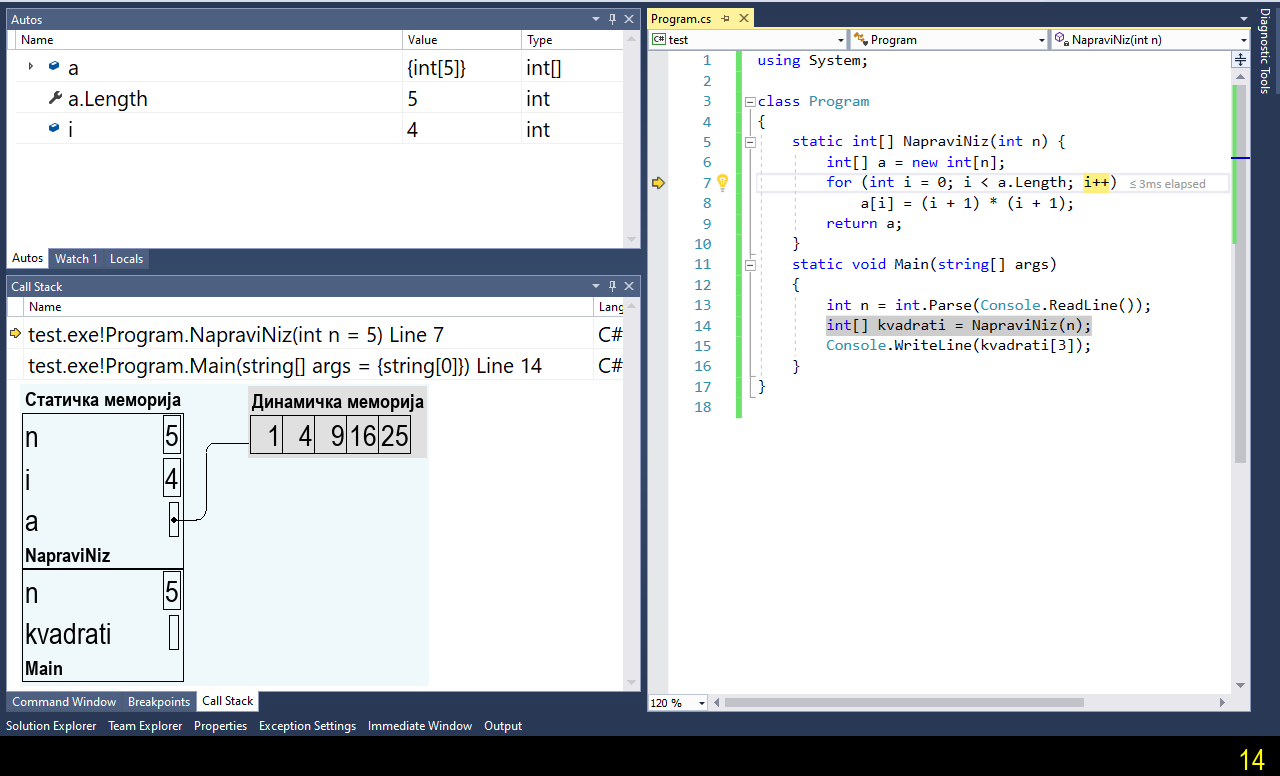 Autos
Name Value Type
a {int[5]} int[]
a.Length 5 int
i 4 int
Autos Watch 1 Locals
Call Stack
Name Lang
test.exe!Program.NapraviNiz(int n = 5) Line 7 C#
test.exe!Program.Main(string[] args = {string[0]}) Line 14 C#
Статичка меморија
n 5
i 4
a
NapraviNiz
n 5
kvadrati
Main
Динамичка меморија
1 4 9 16 25
Command Window Breakpoints Call Stack
Solution Explorer Team Explorer Properties Exception Settings Immediate Window Output
Program.cs
C# test Program NapraviNiz(int n)
1 using System;
2
3 class Program
4 {
5 static int[] NapraviNiz(int n) {
6 int[] a = new int[n];
7 for (int i = 0; i < a.Length; i++) ≤ 3ms elapsed
8 a[i] = (i + 1) * (i + 1);
9 return a;
10 }
11 static void Main(string[] args)
12 {
13 int n = int.Parse(Console.ReadLine());
14 int[] kvadrati = NapraviNiz(n);
15 Console.WriteLine(kvadrati[3]);
16 }
17 }
18
120 %
Diagnostic Tools
14